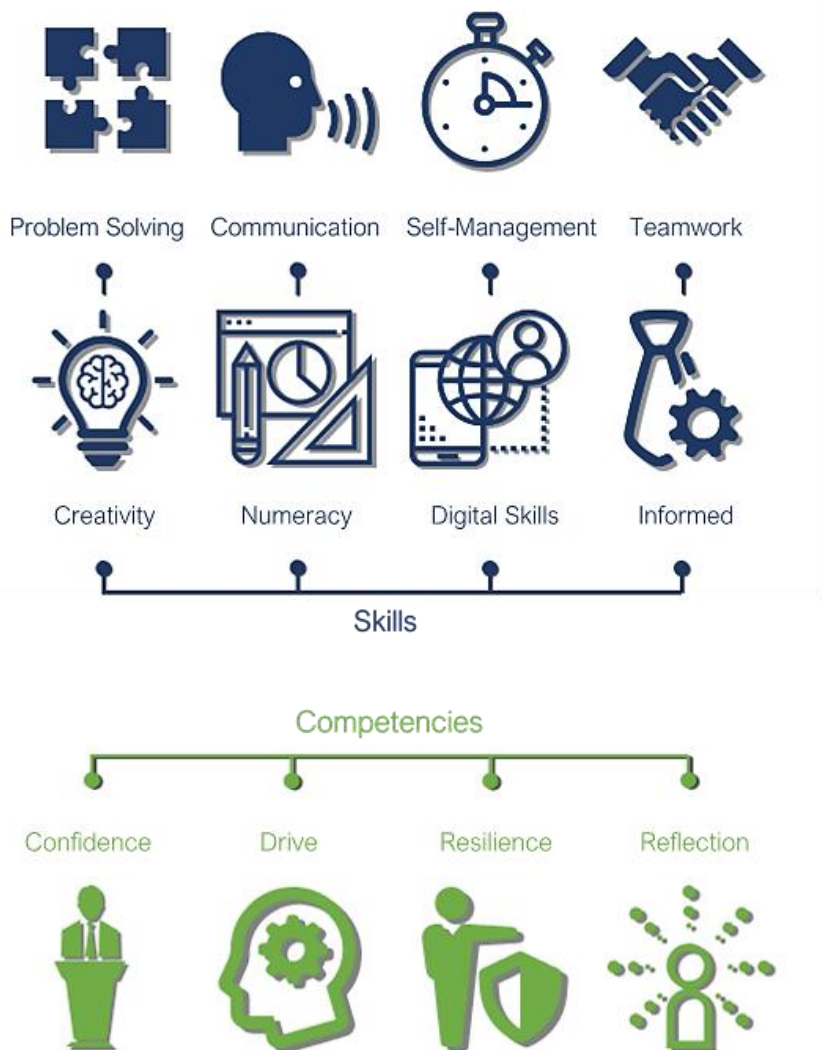 Problem Solving Communication Self-Management Teamwork
Creativity Numeracy Digital Skills Informed
Skills
Competencies
Confidence Drive Resilience Reflection